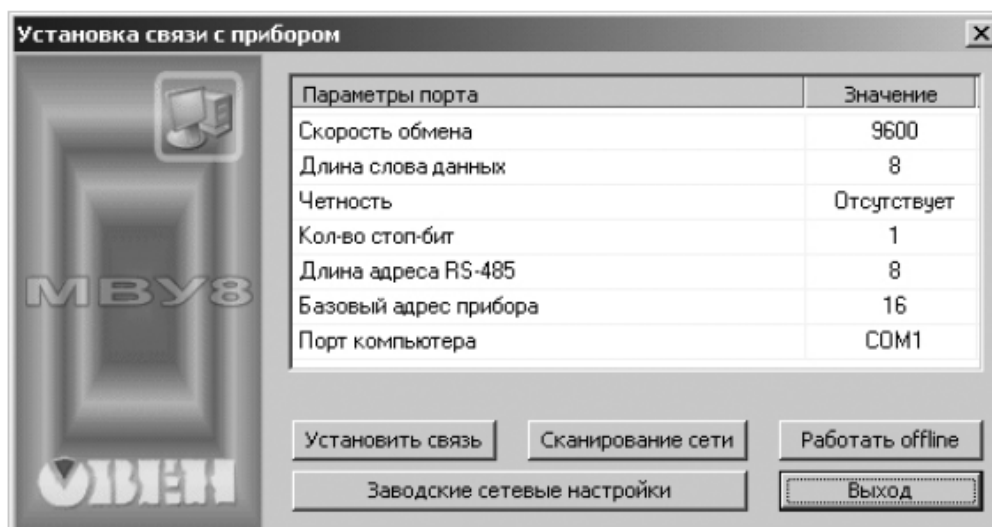 Установка связи с прибором
Параметры порта Значение
Скорость обмена 9600
Длина слова данных 8
Четность Отсутствует
Кол-во стоп-бит 1
Длина адреса RS-485 8
Базовый адрес прибора 16
Порт компьютера COM1
МВУ8
ОВЕН
Установить связь Сканирование сети Работать offline
Заводские сетевые настройки Выход